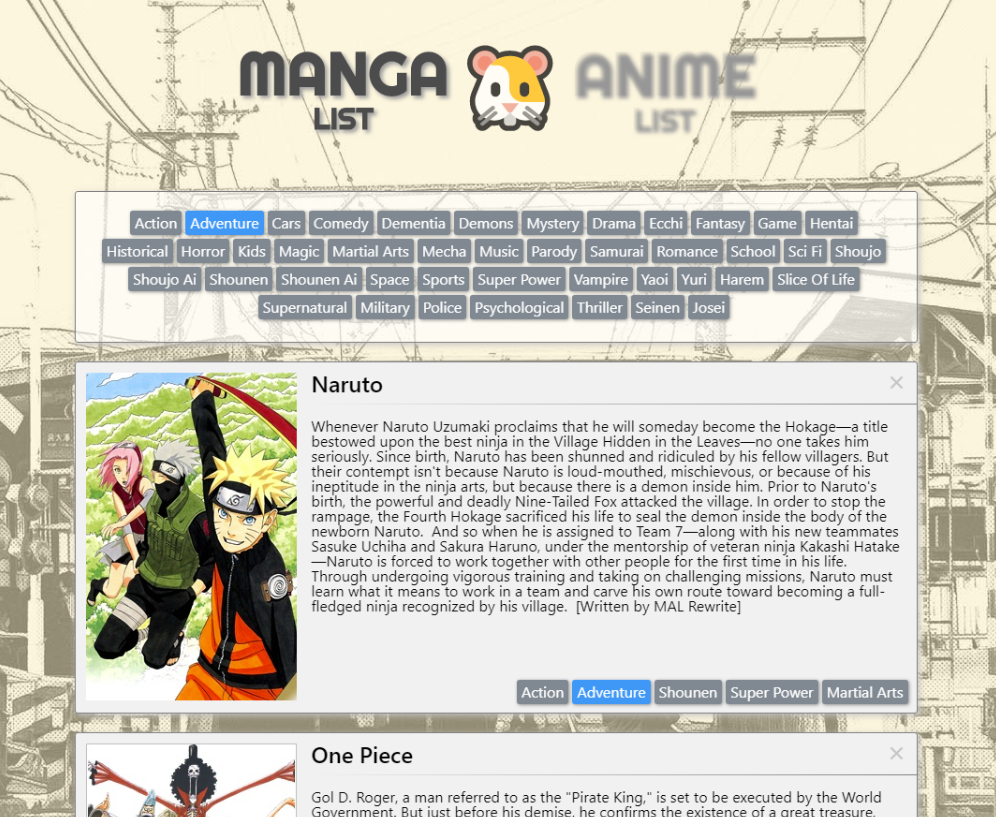 MANGA ANIME
LIST LIST
Action Adventure Cars Comedy Dementia Demons Mystery Drama Ecchi Fantasy Game Hentai
Historical Horror Kids Magic Martial Arts Mecha Music Parody Samurai Romance School Sci Fi Shoujo
Shoujo Ai Shounen Shounen Ai Space Sports Super Power Vampire Yaoi Yuri Harem Slice Of Life
Supernatural Military Police Psychological Thriller Seinen Josei
Naruto ×
Whenever Naruto Uzumaki proclaims that he will someday become the Hokage—a title
bestowed upon the best ninja in the Village Hidden in the Leaves—no one takes him
seriously. Since birth, Naruto has been shunned and ridiculed by his fellow villagers. But
their contempt isn't because Naruto is loud-mouthed, mischievous, or because of his
ineptitude in the ninja arts, but because there is a demon inside him. Prior to Naruto's
birth, the powerful and deadly Nine-Tailed Fox attacked the village. In order to stop the
rampage, the Fourth Hokage sacrificed his life to seal the demon inside the body of the
newborn Naruto.  And so when he is assigned to Team 7—along with his new teammates
Sasuke Uchiha and Sakura Haruno, under the mentorship of veteran ninja Kakashi Hatake
—Naruto is forced to work together with other people for the first time in his life.
Through undergoing vigorous training and taking on challenging missions, Naruto must
learn what it means to work in a team and carve his own route toward becoming a full-
fledged ninja recognized by his village.  [Written by MAL Rewrite]
Action Adventure Shounen Super Power Martial Arts
One Piece ×
Gol D. Roger, a man referred to as the "Pirate King," is set to be executed by the World
Government. But just before his demise, he confirms the existence of a great treasure,